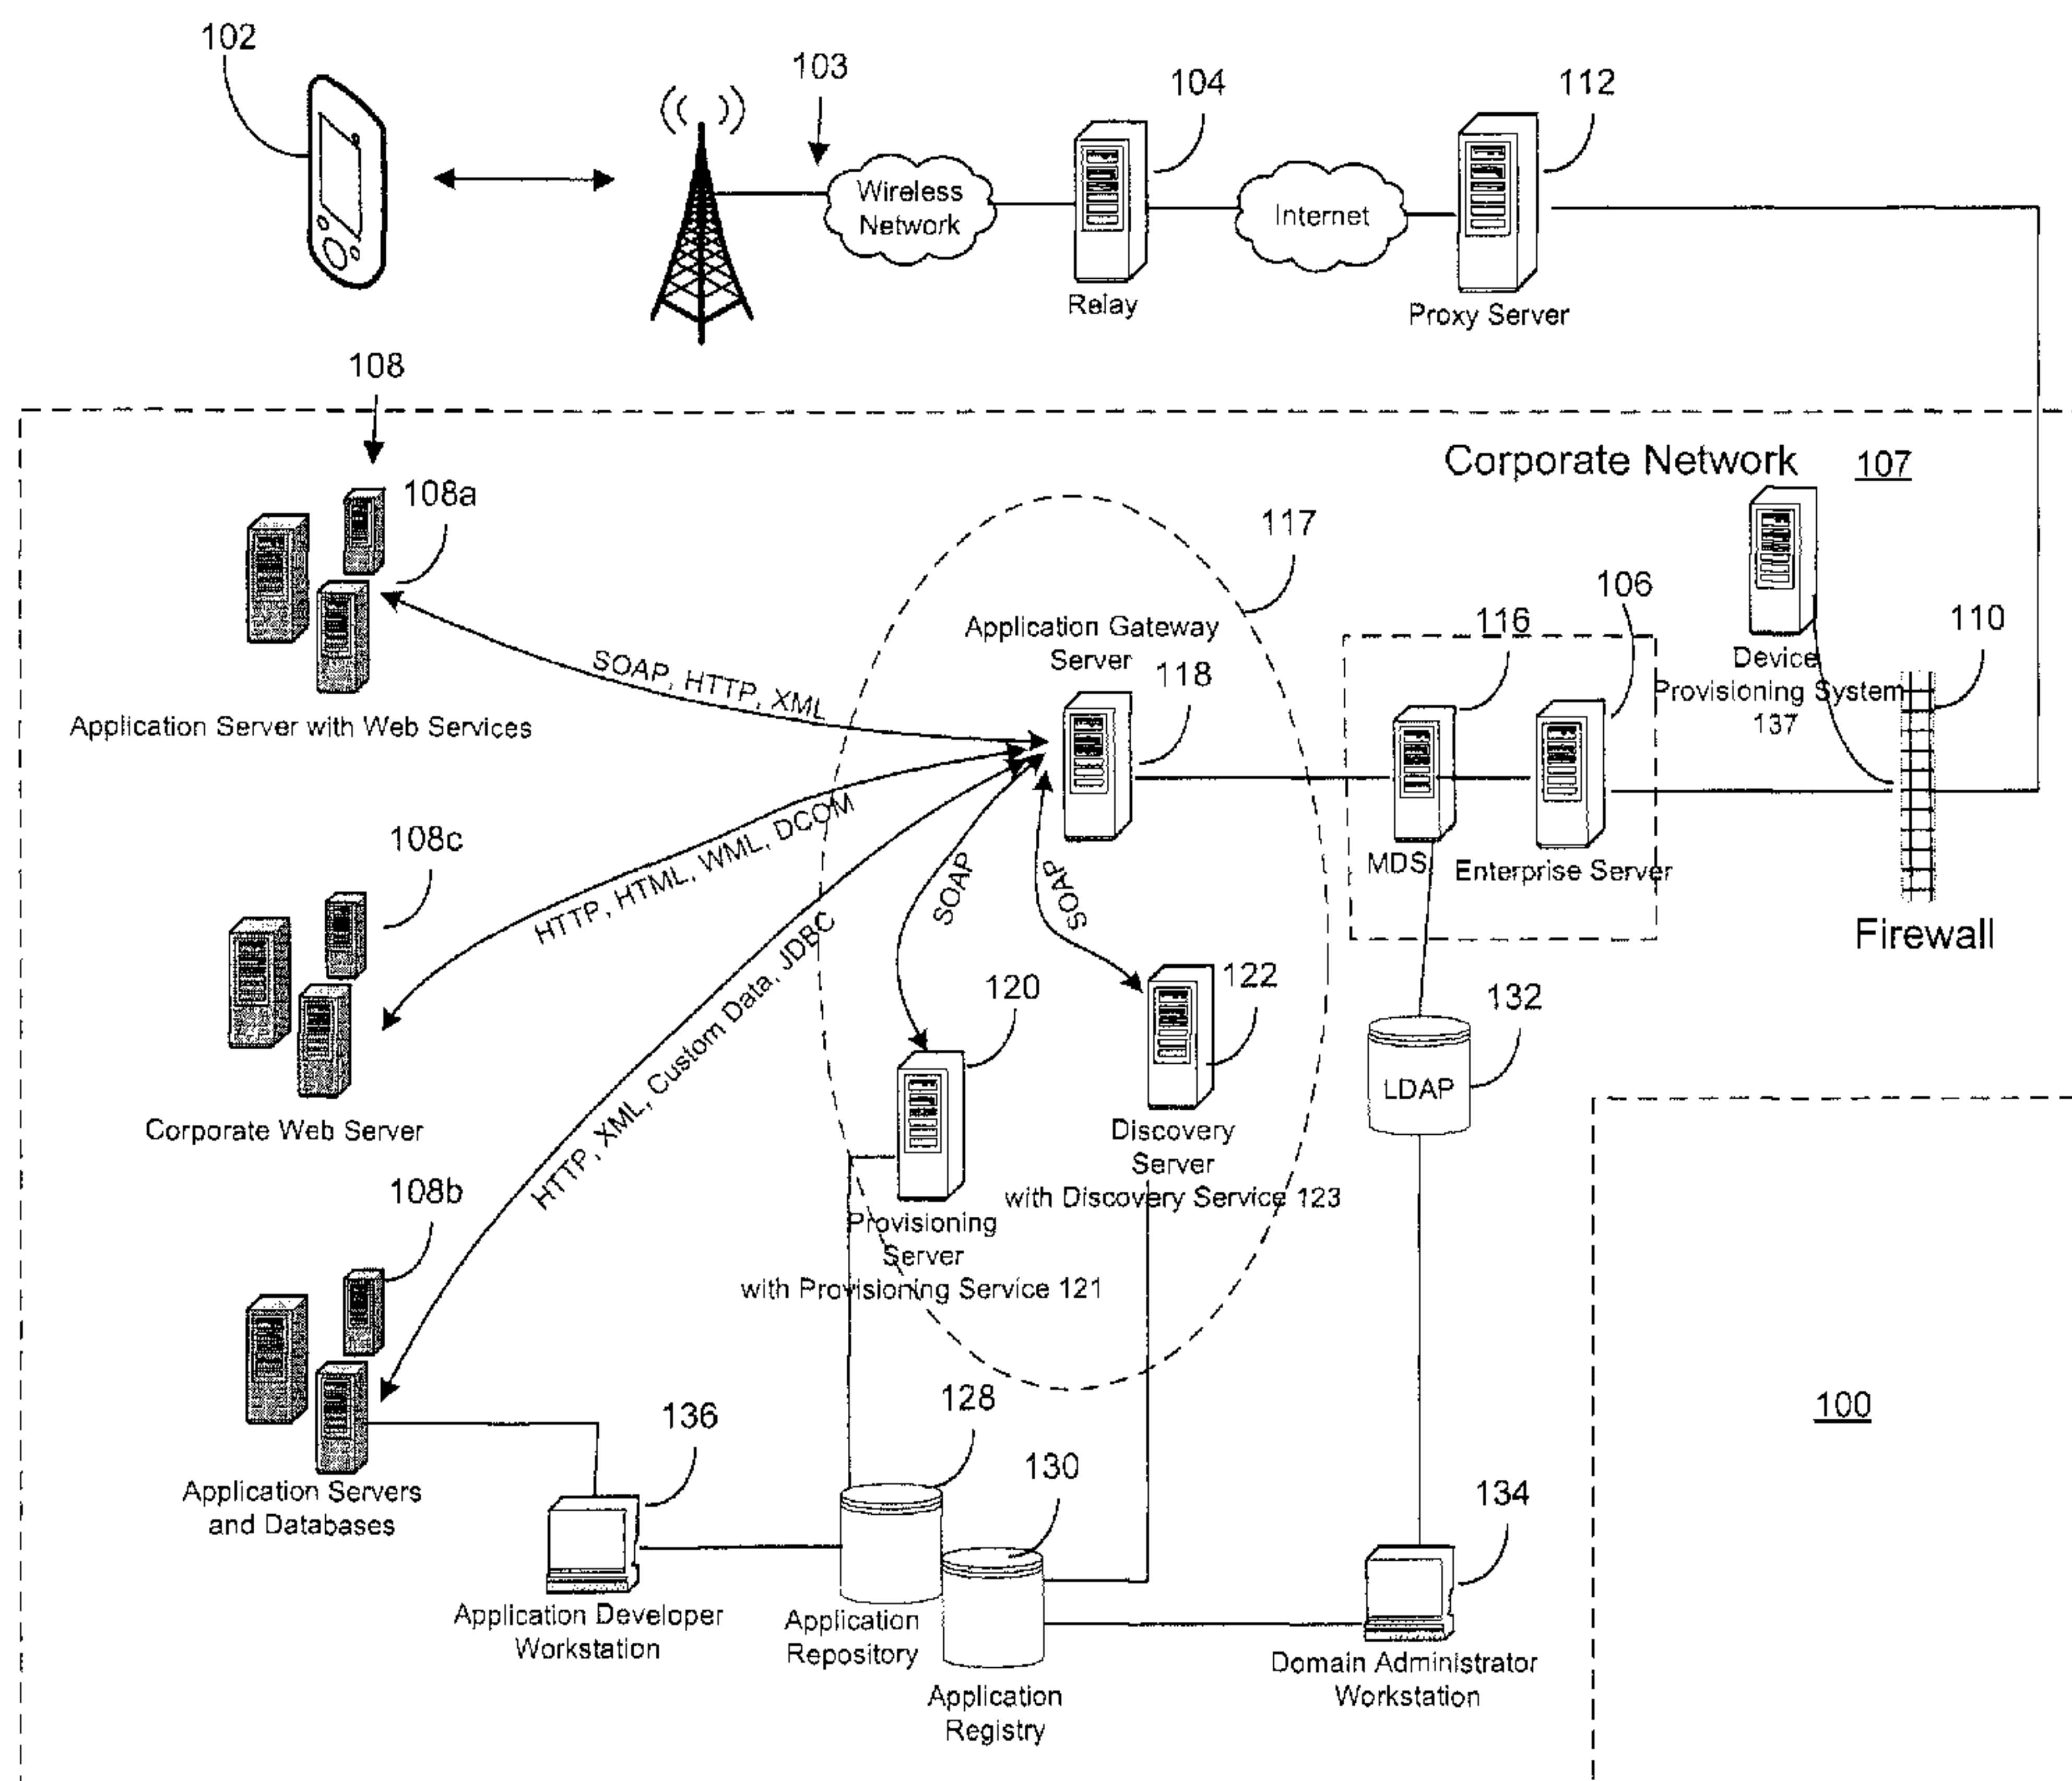 102
103
104
112
Wireless
Network
Internet
Relay
Proxy Server
108
Corporate Network 107
108a
117
Application Gateway
Server
118
116
106
110
Device
Provisioning System
137
SOAP, HTTP, XML
Application Server with Web Services
108c
HTTP, HTML, WML, DCOM
SOAP
SOAP
MDS
Enterprise Server
Firewall
120
122
132
LDAP
HTTP, XML, Custom Data, JDBC
Corporate Web Server
Discovery
Server
with Discovery Service 123
108b
Provisioning
Server
with Provisioning Service 121
128
100
136
130
134
Application Servers
and Databases
Application Developer
Workstation
Application
Repository
Domain Administrator
Workstation
Application
Registry